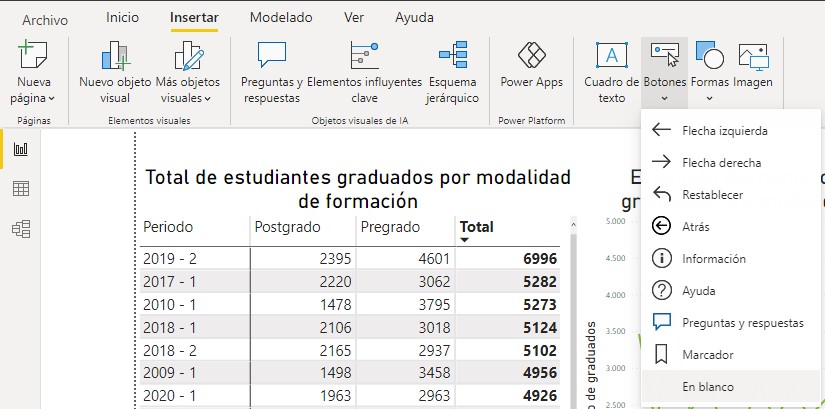 Archivo Inicio Insertar Modelado Ver Ayuda
Nueva página
Nuevo objeto visual
Más objetos visuales
Preguntas y respuestas
Elementos influyentes clave
Esquema jerárquico
Power Apps
Cuadro de texto
Botones
Formas
Imagen
Páginas
Elementos visuales
Objetos visuales de IA
Power Platform
Flecha izquierda
Flecha derecha
Restablecer
Atrás
Información
Ayuda
Preguntas y respuestas
Marcador
En blanco
Total de estudiantes graduados por modalidad
de formación
Periodo Postgrado Pregrado Total
2019 - 2 2395 4601 6996
2017 - 1 2220 3062 5282
2010 - 1 1478 3795 5273
2018 - 1 2106 3018 5124
2018 - 2 2165 2937 5102
2009 - 1 1498 3458 4956
2020 - 1 1963 2963 4926
5.000
4.500
4.000
3.500
3.000
2.500
de graduados